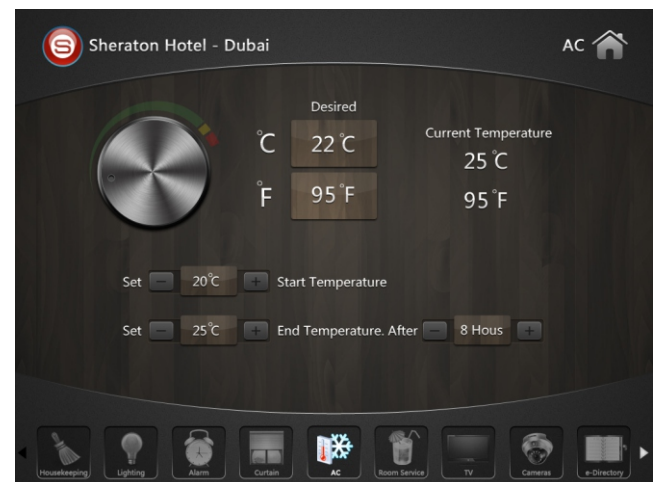 S Sheraton Hotel - Dubai
AC
Desired
°C 22°C
°F 95°F
Current Temperature
25°C
95°F
Set − 20°C + Start Temperature
Set − 25°C + End Temperature. After − 8 Hous +
Housekeeping
Lighting
Alarm
Curtain
AC
Room Service
TV
Cameras
e-Directory